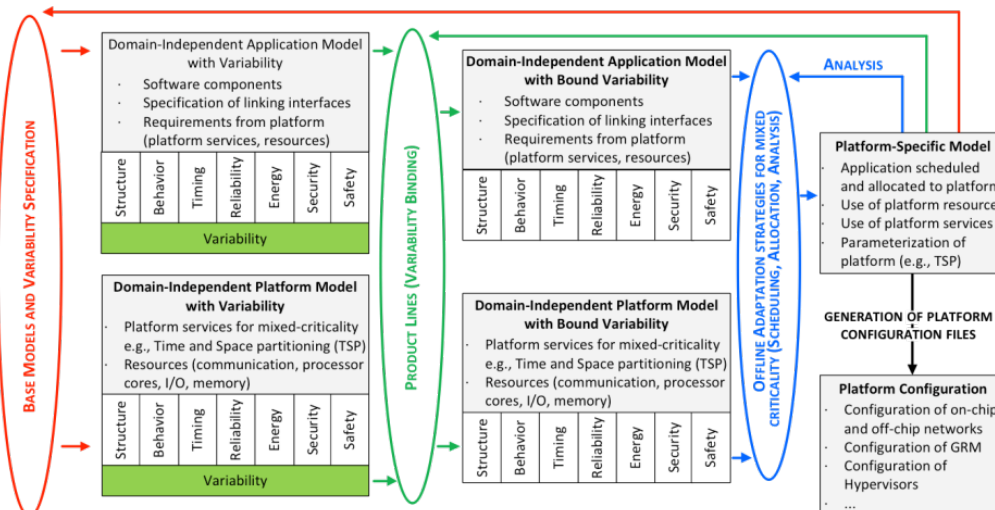 BASE MODELS AND VARIABILITY SPECIFICATION
Domain-Independent Application Model
with Variability
· Software components
· Specification of linking interfaces
· Requirements from platform
(platform services, resources)
Structure
Behavior
Timing
Reliability
Energy
Security
Safety
Variability
Domain-Independent Platform Model
with Variability
· Platform services for mixed-criticality
e.g., Time and Space partitioning (TSP)
· Resources (communication, processor
cores, I/O, memory)
Structure
Behavior
Timing
Reliability
Energy
Security
Safety
Variability
PRODUCT LINES (VARIABILITY BINDING)
Domain-Independent Application Model
with Bound Variability
· Software components
· Specification of linking interfaces
· Requirements from platform
(platform services, resources)
Structure
Behavior
Timing
Reliability
Energy
Security
Safety
Domain-Independent Platform Model
with Bound Variability
· Platform services for mixed-criticality
e.g., Time and Space partitioning (TSP)
· Resources (communication, processor
cores, I/O, memory)
Structure
Behavior
Timing
Reliability
Energy
Security
Safety
OFFLINE ADAPTATION STRATEGIES FOR MIXED
CRITICALITY (SCHEDULING, ALLOCATION, ANALYSIS)
ANALYSIS
Platform-Specific Model
· Application scheduled
and allocated to platform
· Use of platform resource
· Use of platform services
· Parameterization of
platform (e.g., TSP)
GENERATION OF PLATFORM
CONFIGURATION FILES
Platform Configuration
· Configuration of on-chip
and off-chip networks
· Configuration of GRM
· Configuration of
Hypervisors
· ...